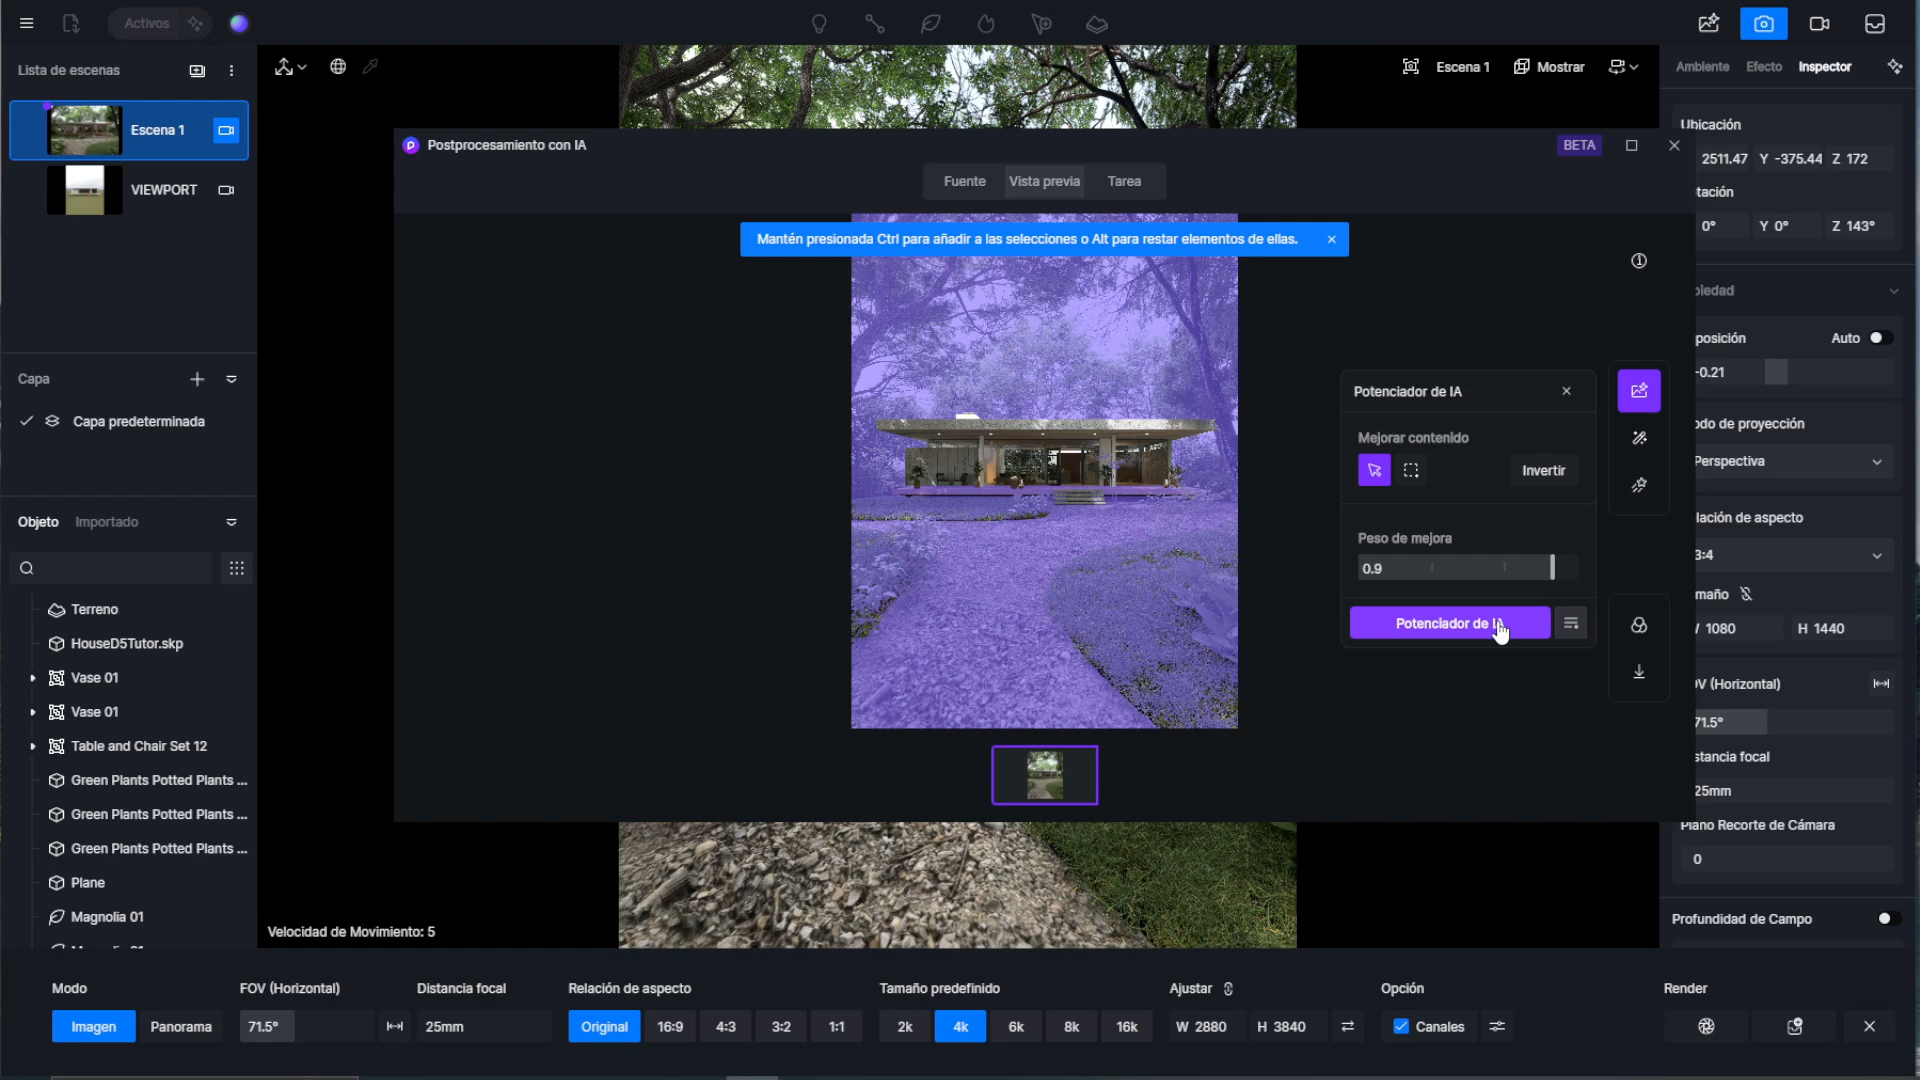 Activos
Lista de escenas
Escena 1
VIEWPORT
Capa
Capa predeterminada
Objeto Importado
Terreno
HouseD5Tutor.skp
Vase 01
Vase 01
Table and Chair Set 12
Green Plants Potted Plants ...
Green Plants Potted Plants ...
Green Plants Potted Plants ...
Plane
Magnolia 01
Escena 1 Mostrar
Postprocesamiento con IA
BETA
Fuente Vista previa Tarea
Mantén presionada Ctrl para añadir a las selecciones o Alt para restar elementos de ellas.
Potenciador de IA
Mejorar contenido
Invertir
Peso de mejora
0.9
Potenciador de IA
Velocidad de Movimiento: 5
Ambiente Efecto Inspector
Ubicación
2511.47 Y -375.44 Z 172
tación
0° Y 0° Z 143°
piedad
posición Auto
-0.21
odo de proyección
Perspectiva
lación de aspecto
3:4
maño
1080 H 1440
OV (Horizontal)
71.5°
stancia focal
25mm
Plano Recorte de Cámara
0
Profundidad de Campo
Modo FOV (Horizontal) Distancia focal Relación de aspecto Tamaño predefinido Ajustar Opción Render
Imagen Panorama 71.5° 25mm Original 16:9 4:3 3:2 1:1 2k 4k 6k 8k 16k W 2880 H 3840 Canales